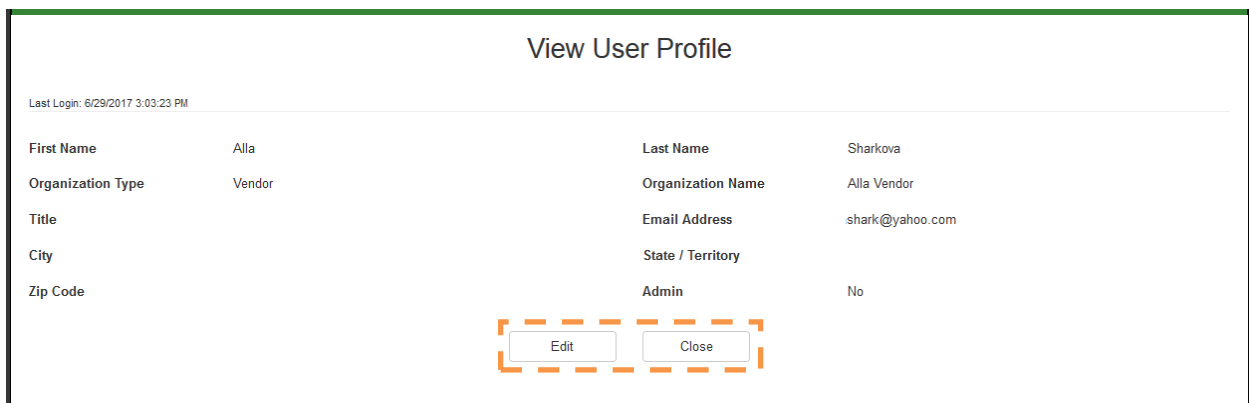 View User Profile
Last Login: 6/29/2017 3:03:23 PM
First Name Alla Last Name Sharkova
Organization Type Vendor Organization Name Alla Vendor
Title Email Address shark@yahoo.com
City State / Territory
Zip Code Admin No
Edit Close